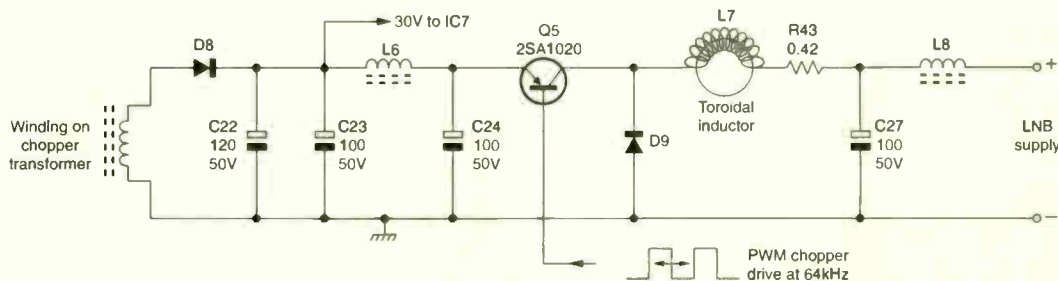 30V to IC7
D8
L6
Q5
2SA1020
L7
R43
0.42
L8
+
Winding on
chopper
transformer
C22
120
50V
C23
100
50V
C24
100
50V
D9
Toroidal
inductor
C27
100
50V
LNB
supply
−
PWM chopper
drive at 64kHz